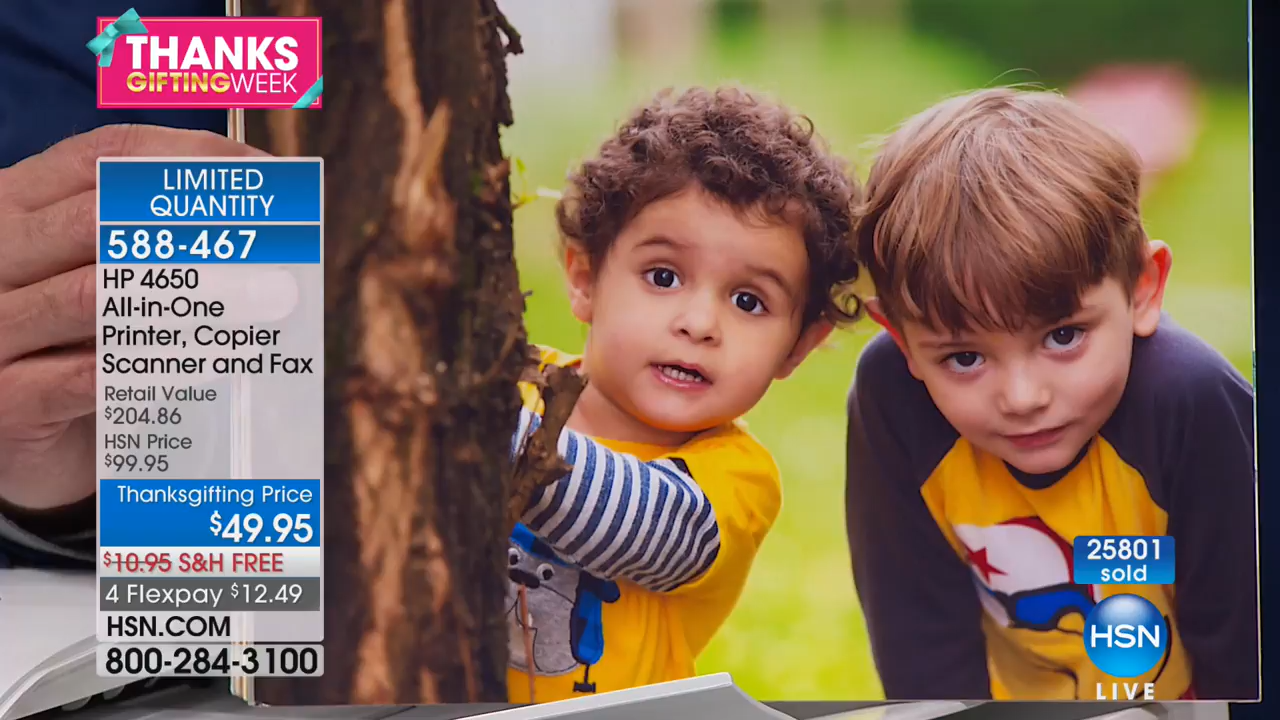 THANKS
GIFTING WEEK
LIMITED
QUANTITY
588-467
HP 4650
All-in-One
Printer, Copier
Scanner and Fax
Retail Value
$204.86
HSN Price
$99.95
Thanksgifting Price
$49.95
$10.95 S&H FREE
4 Flexpay $12.49
HSN.COM
800-284-3100
25801
sold
HSN
LIVE